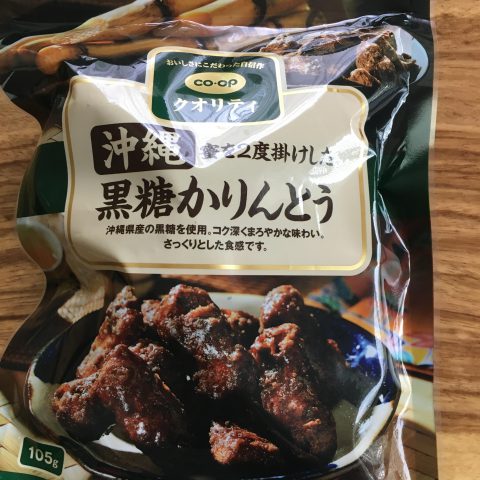 おいしさにこだわった自信作
CO・OP
クオリティ
沖縄 蜜を2度掛けした
黒糖かりんとう
沖縄県産の黒糖を使用。コク深くまろやかな味わい。
さっくりとした食感です。
105g